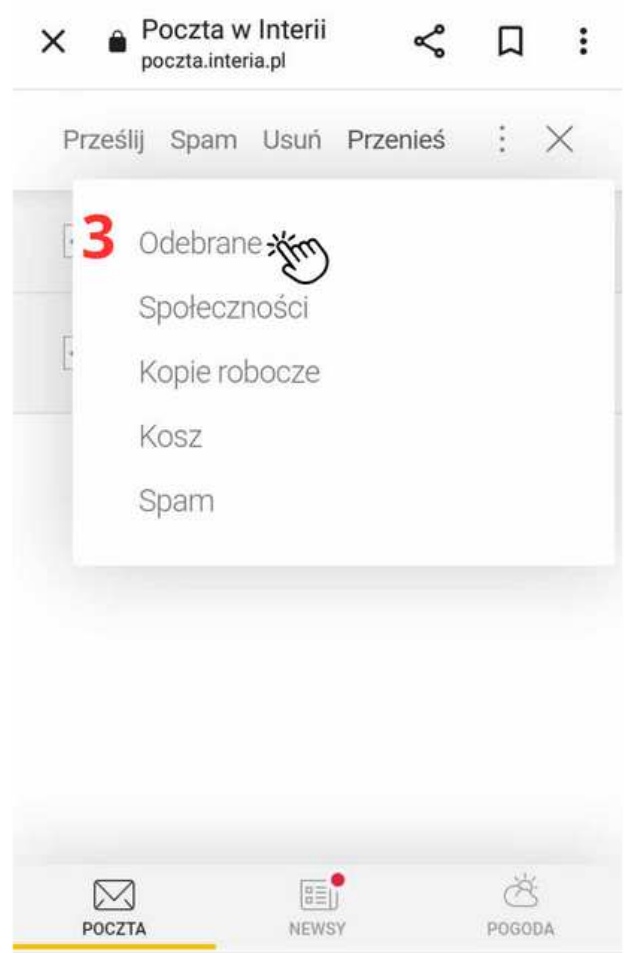 Poczta w Interii
poczta.interia.pl
Prześlij Spam Usuń Przenieś
3 Odebrane
Społeczności
Kopie robocze
Kosz
Spam
POCZTA NEWSY POGODA